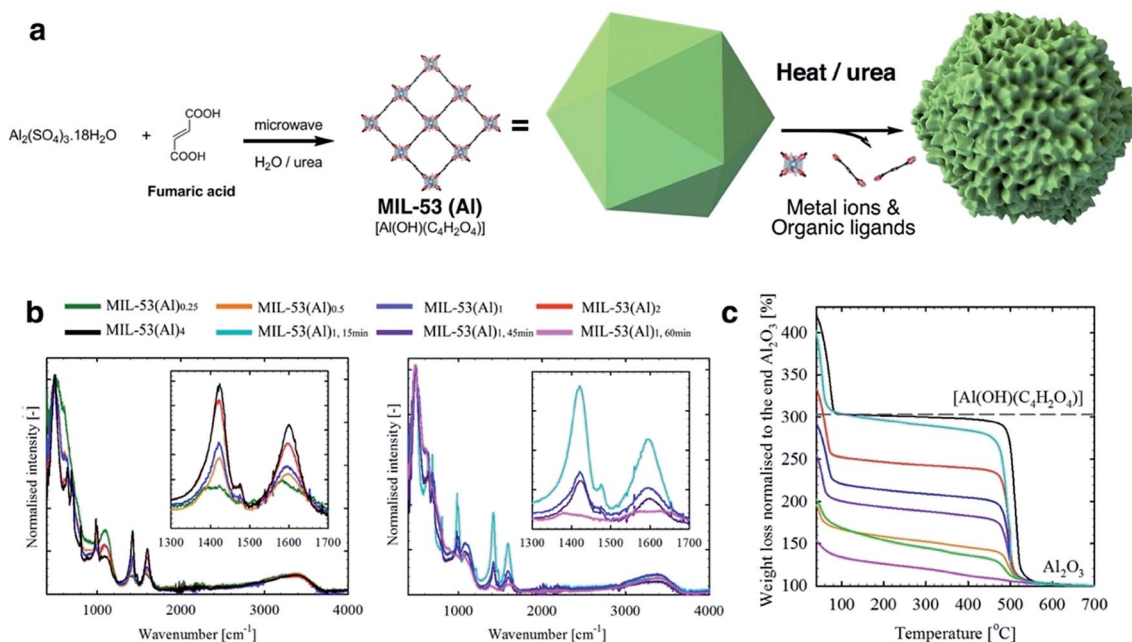 a
Al₂(SO₄)₃.18H₂O
+
COOH
COOH
Fumaric acid
microwave
H₂O / urea
MIL-53 (Al)
[Al(OH)(C₄H₂O₄)]
=
Heat / urea
Metal ions &
Organic ligands
b
MIL-53(Al)0.25 MIL-53(Al)0.5 MIL-53(Al)1 MIL-53(Al)2
MIL-53(Al)4 MIL-53(Al)1, 15min MIL-53(Al)1, 45min MIL-53(Al)1, 60min
Normalised intensity [-]
1300 1400 1500 1600 1700
1000 2000 3000 4000
Wavenumber [cm⁻¹]
Normalised intensity [-]
1300 1400 1500 1600 1700
1000 2000 3000 4000
Wavenumber [cm⁻¹]
c
Weight loss normalised to the end Al₂O₃ [%]
400
350
300
250
200
150
100
[Al(OH)(C₄H₂O₄)]
Al₂O₃
100 200 300 400 500 600 700
Temperature [°C]